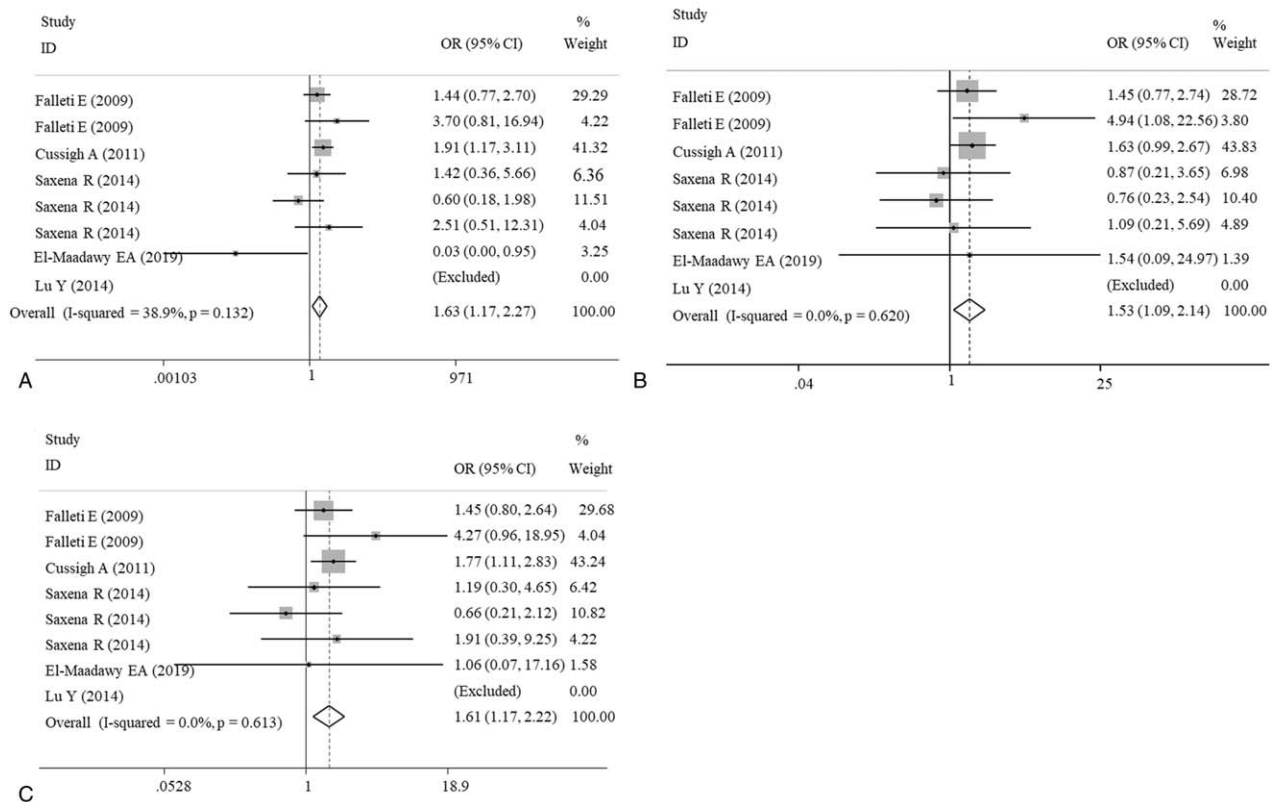 Study %
ID OR (95% CI) Weight
Falleti E (2009) 1.44 (0.77, 2.70) 29.29
Falleti E (2009) 3.70 (0.81, 16.94) 4.22
Cussigh A (2011) 1.91 (1.17, 3.11) 41.32
Saxena R (2014) 1.42 (0.36, 5.66) 6.36
Saxena R (2014) 0.60 (0.18, 1.98) 11.51
Saxena R (2014) 2.51 (0.51, 12.31) 4.04
El-Maadawy EA (2019) 0.03 (0.00, 0.95) 3.25
Lu Y (2014) (Excluded) 0.00
Overall (I-squared = 38.9%, p = 0.132) 1.63 (1.17, 2.27) 100.00
.00103 1 971
A
Study %
ID OR (95% CI) Weight
Falleti E (2009) 1.45 (0.77, 2.74) 28.72
Falleti E (2009) 4.94 (1.08, 22.56) 3.80
Cussigh A (2011) 1.63 (0.99, 2.67) 43.83
Saxena R (2014) 0.87 (0.21, 3.65) 6.98
Saxena R (2014) 0.76 (0.23, 2.54) 10.40
Saxena R (2014) 1.09 (0.21, 5.69) 4.89
El-Maadawy EA (2019) 1.54 (0.09, 24.97) 1.39
Lu Y (2014) (Excluded) 0.00
Overall (I-squared = 0.0%, p = 0.620) 1.53 (1.09, 2.14) 100.00
.04 1 25
B
Study %
ID OR (95% CI) Weight
Falleti E (2009) 1.45 (0.80, 2.64) 29.68
Falleti E (2009) 4.27 (0.96, 18.95) 4.04
Cussigh A (2011) 1.77 (1.11, 2.83) 43.24
Saxena R (2014) 1.19 (0.30, 4.65) 6.42
Saxena R (2014) 0.66 (0.21, 2.12) 10.82
Saxena R (2014) 1.91 (0.39, 9.25) 4.22
El-Maadawy EA (2019) 1.06 (0.07, 17.16) 1.58
Lu Y (2014) (Excluded) 0.00
Overall (I-squared = 0.0%, p = 0.613) 1.61 (1.17, 2.22) 100.00
.0528 1 18.9
C